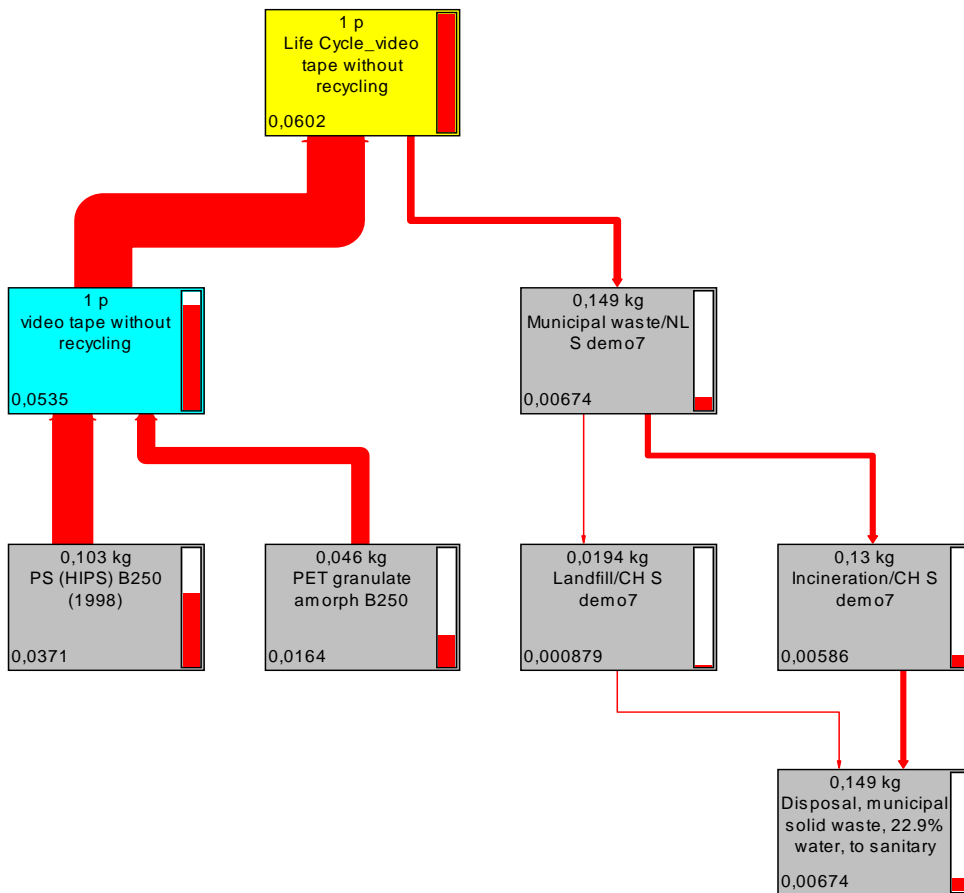 1 p
Life Cycle_video
tape without
recycling
0,0602
1 p
video tape without
recycling
0,0535
0,149 kg
Municipal waste/NL
S demo7
0,00674
0,103 kg
PS (HIPS) B250
(1998)
0,0371
0,046 kg
PET granulate
amorph B250
0,0164
0,0194 kg
Landfill/CH S
demo7
0,000879
0,13 kg
Incineration/CH S
demo7
0,00586
0,149 kg
Disposal, municipal
solid waste, 22.9%
water, to sanitary
0,00674